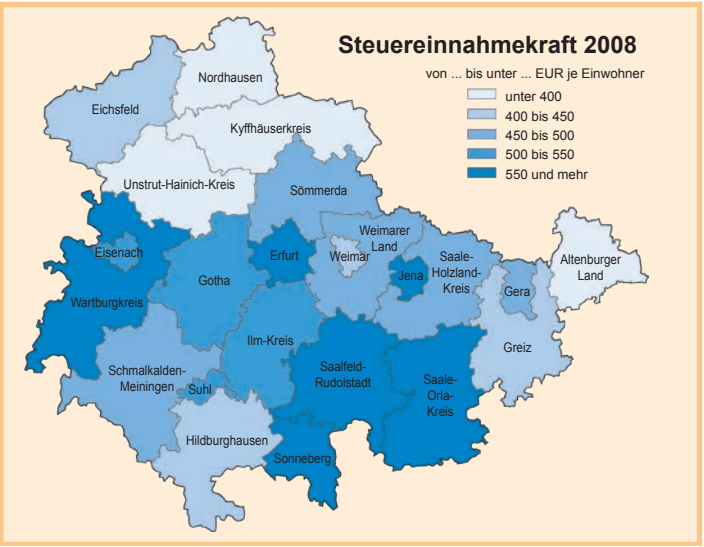 Steuereinnahmekraft 2008
von ... bis unter ... EUR je Einwohner
unter 400
400 bis 450
450 bis 500
500 bis 550
550 und mehr
Nordhausen
Eichsfeld
Kyffhäuserkreis
Unstrut-Hainich-Kreis
Sömmerda
Weimarer
Land
Eisenach
Erfurt
Weimar
Saale-
Holzland-
Kreis
Altenburger
Land
Gotha
Jena
Gera
Wartburgkreis
Ilm-Kreis
Greiz
Schmalkalden-
Meiningen
Suhl
Saalfeld-
Rudolstadt
Saale-
Orla-
Kreis
Hildburghausen
Sonneberg